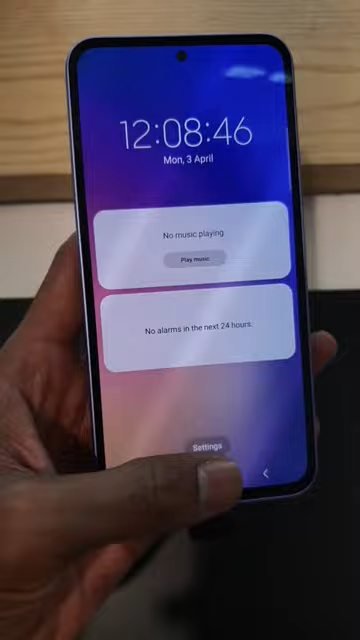 12:08:46
Mon, 3 April
No music playing
Play music
No alarms in the next 24 hours.
Settings